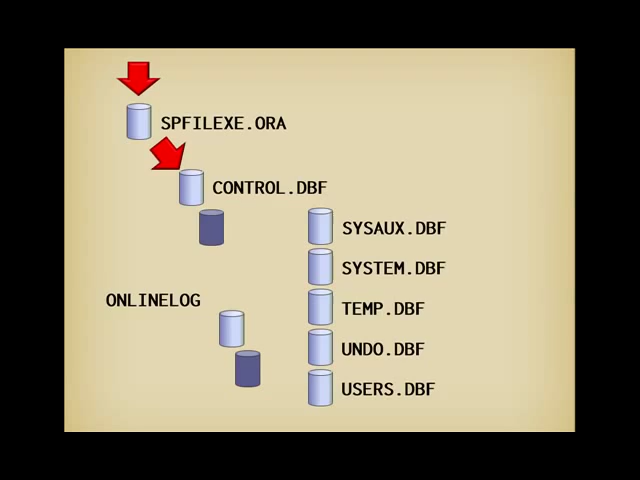 SPFILEXE.ORA
CONTROL.DBF
SYSAUX.DBF
SYSTEM.DBF
ONLINELOG
TEMP.DBF
UNDO.DBF
USERS.DBF